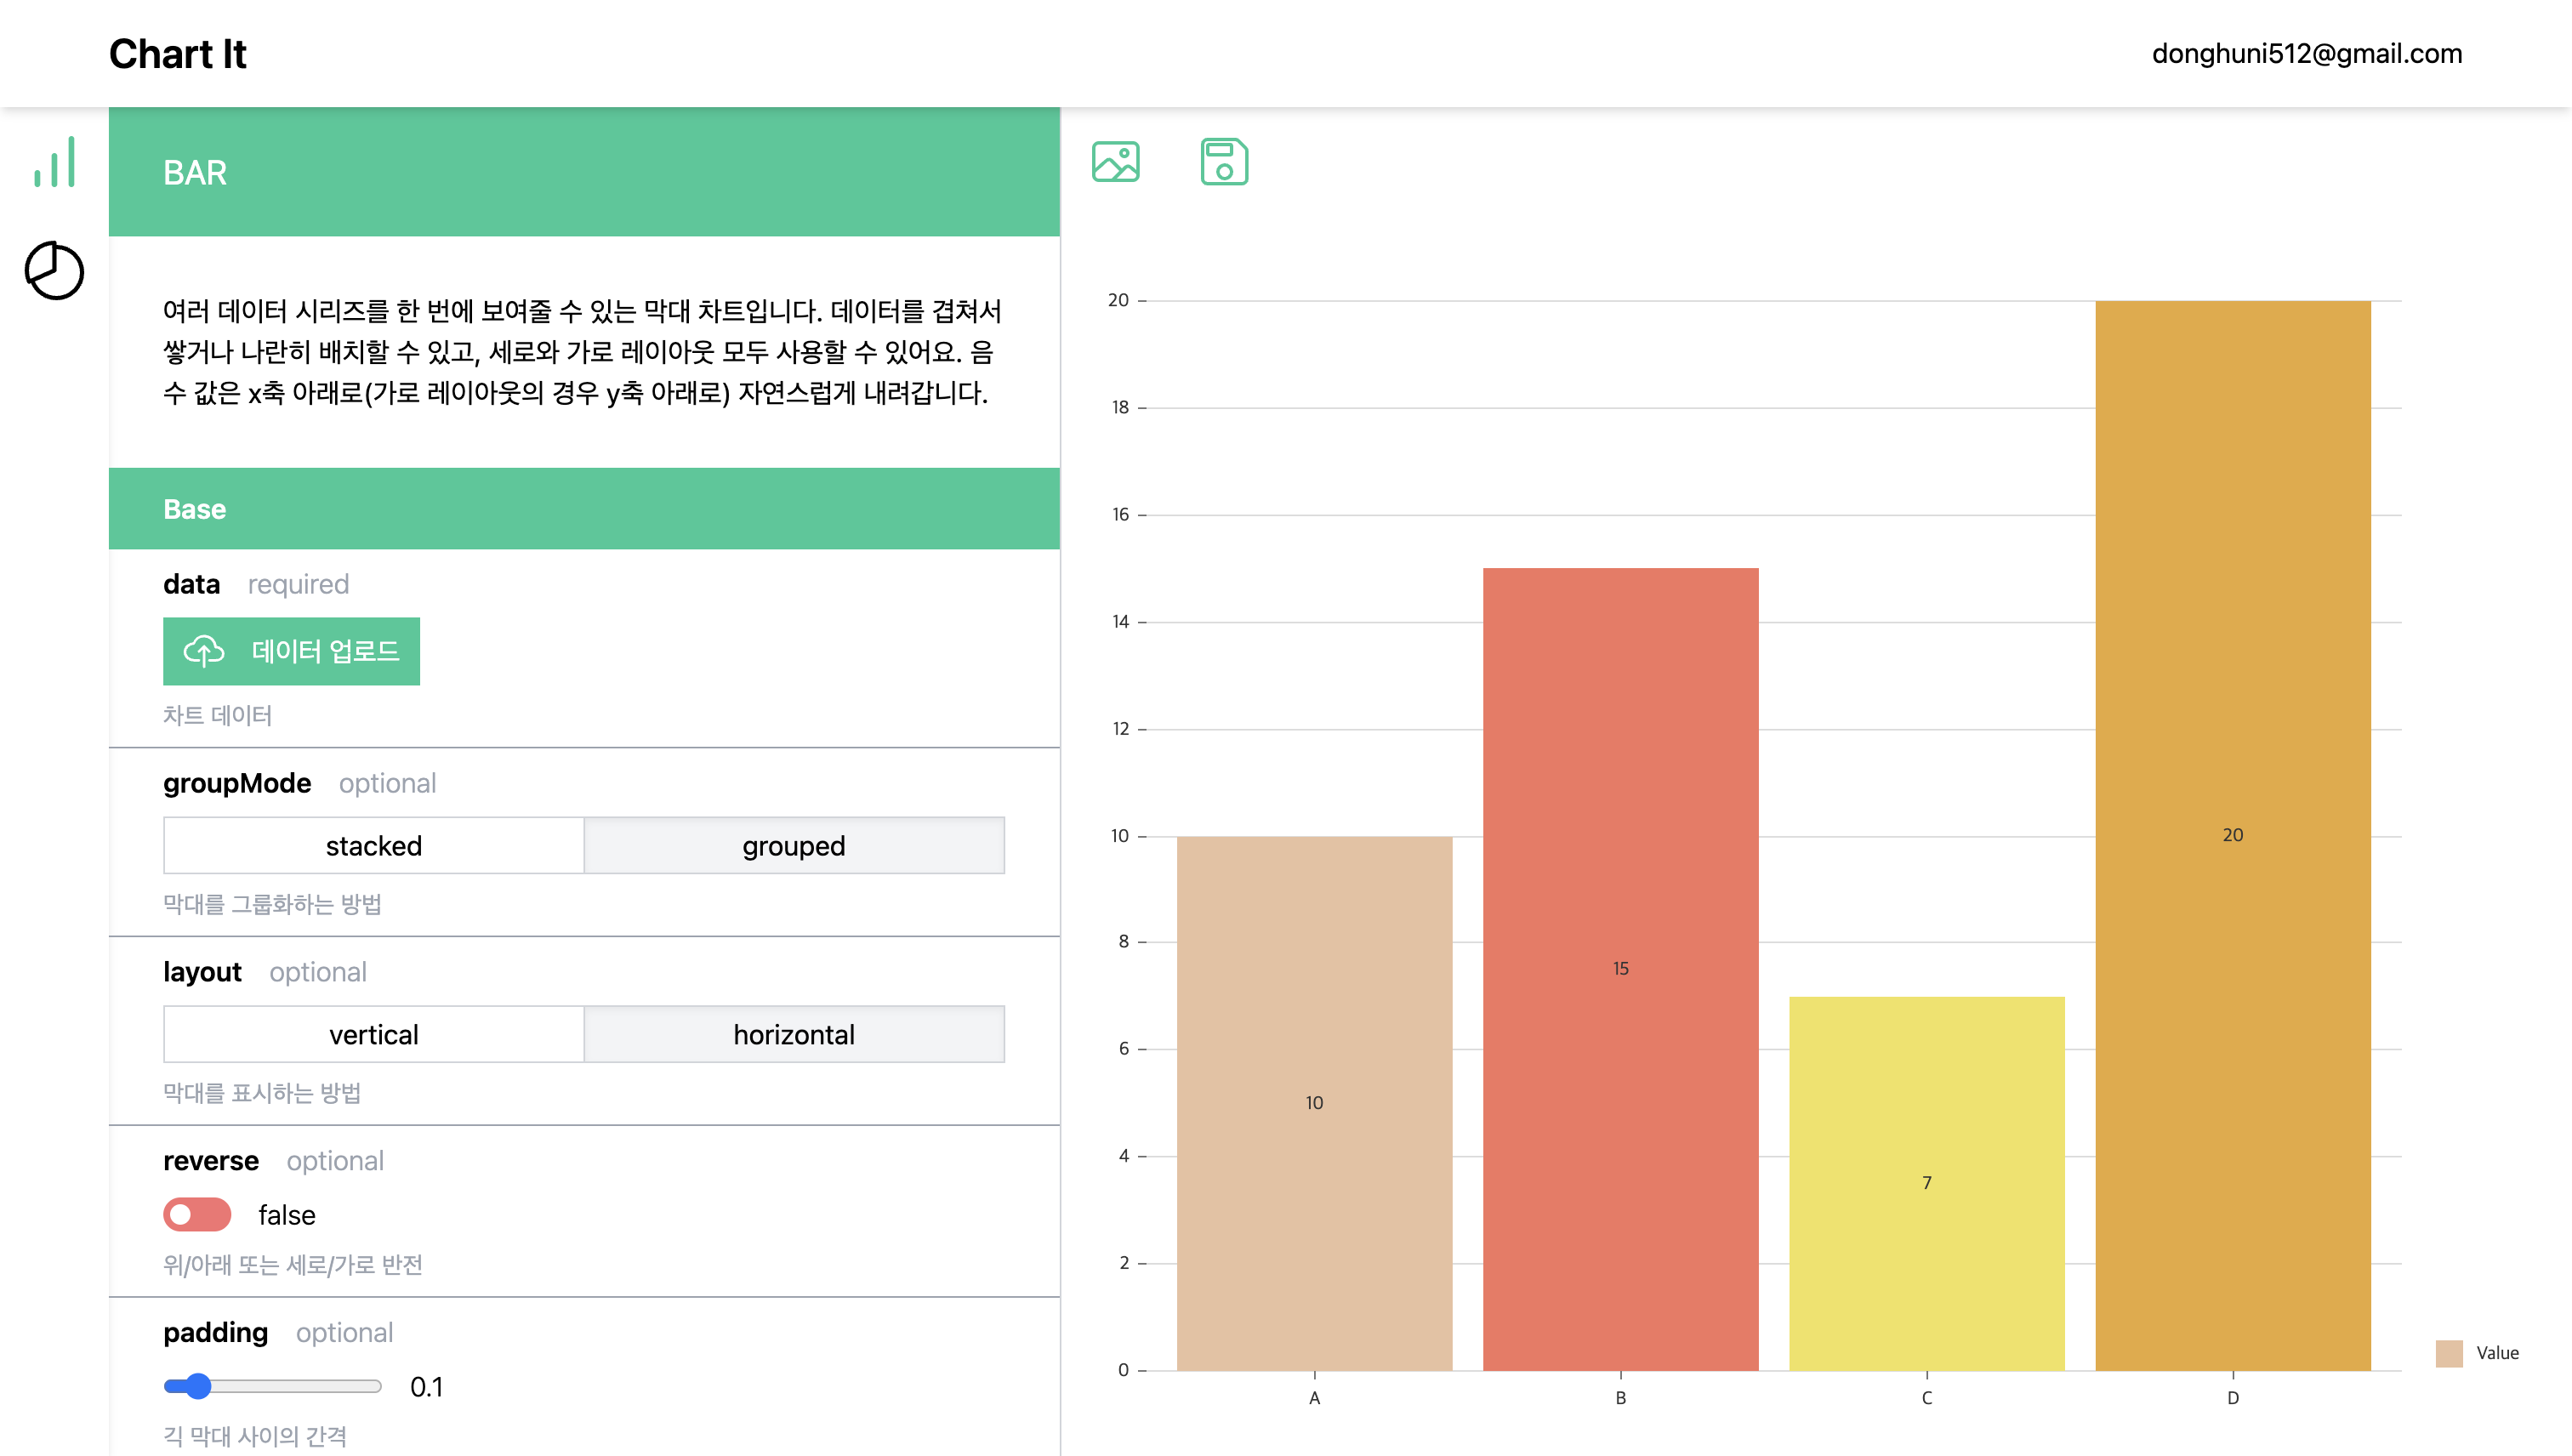 Chart It
donghuni512@gmail.com
BAR
여러 데이터 시리즈를 한 번에 보여줄 수 있는 막대 차트입니다. 데이터를 겹쳐서
쌓거나 나란히 배치할 수 있고, 세로와 가로 레이아웃 모두 사용할 수 있어요. 음
수 값은 x축 아래로(가로 레이아웃의 경우 y축 아래로) 자연스럽게 내려갑니다.
Base
data required
데이터 업로드
차트 데이터
groupMode optional
stacked grouped
막대를 그룹화하는 방법
layout optional
vertical horizontal
막대를 표시하는 방법
reverse optional
false
위/아래 또는 세로/가로 반전
padding optional
0.1
긱 막대 사이의 간격
20
18
16
14
12
10
8
6
4
2
0
10
15
7
20
A
B
C
D
Value